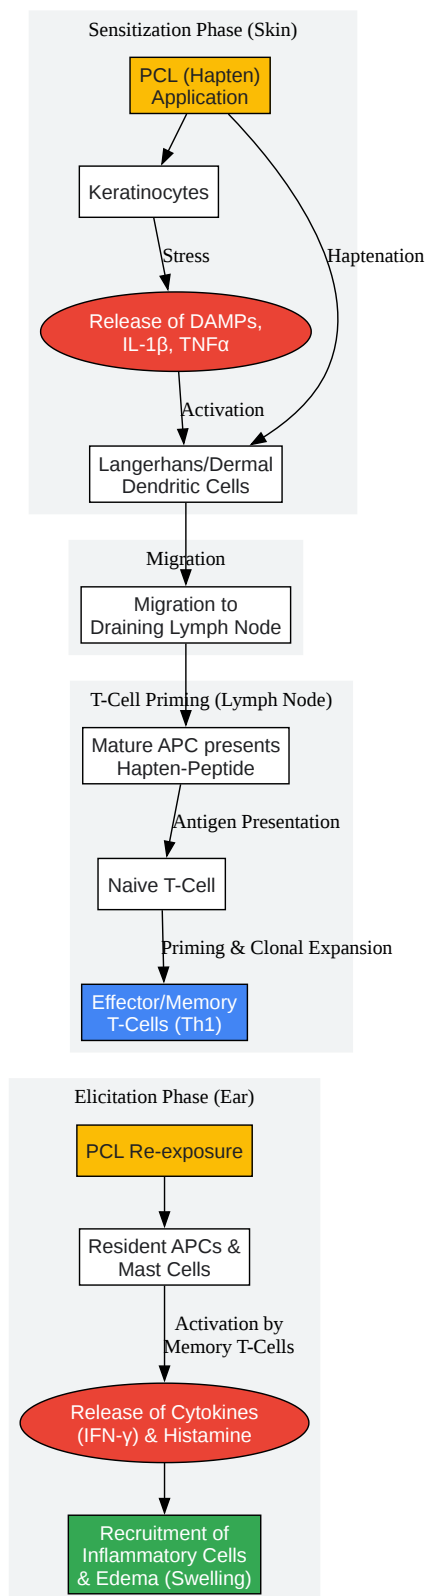 Sensitization Phase (Skin)
PCL (Hapten)
Application
Keratinocytes
Stress
Haptenation
Release of DAMPs,
IL-1β, TNFα
Activation
Langerhans/Dermal
Dendritic Cells
Migration
Migration to
Draining Lymph Node
T-Cell Priming (Lymph Node)
Mature APC presents
Hapten-Peptide
Antigen Presentation
Naive T-Cell
Priming & Clonal Expansion
Effector/Memory
T-Cells (Th1)
Elicitation Phase (Ear)
PCL Re-exposure
Resident APCs &
Mast Cells
Activation by
Memory T-Cells
Release of Cytokines
(IFN-γ) & Histamine
Recruitment of
Inflammatory Cells
& Edema (Swelling)